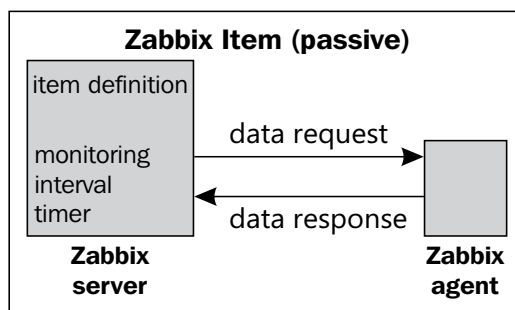 Zabbix Item (passive)
item definition
monitoring
interval
timer
data request
data response
Zabbix
server
Zabbix
agent